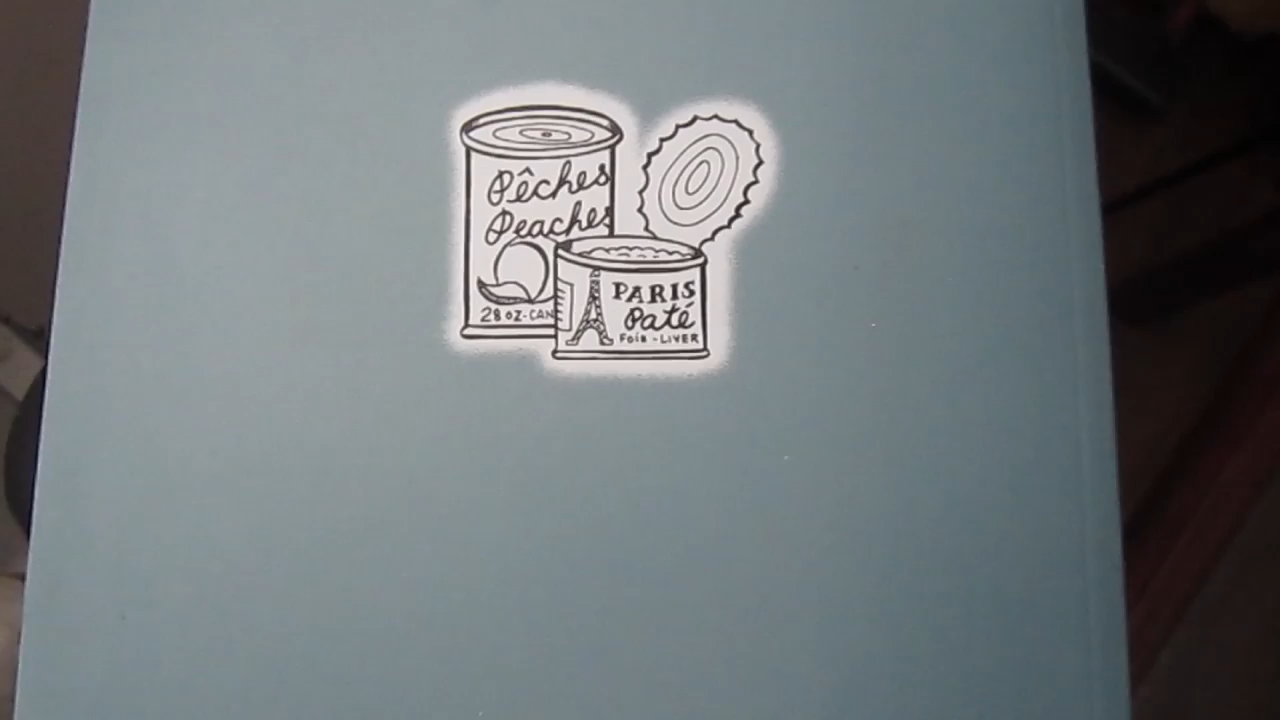 Pêches
Peaches
28 OZ-CAN
PARIS
Paté
FOIE-LIVER